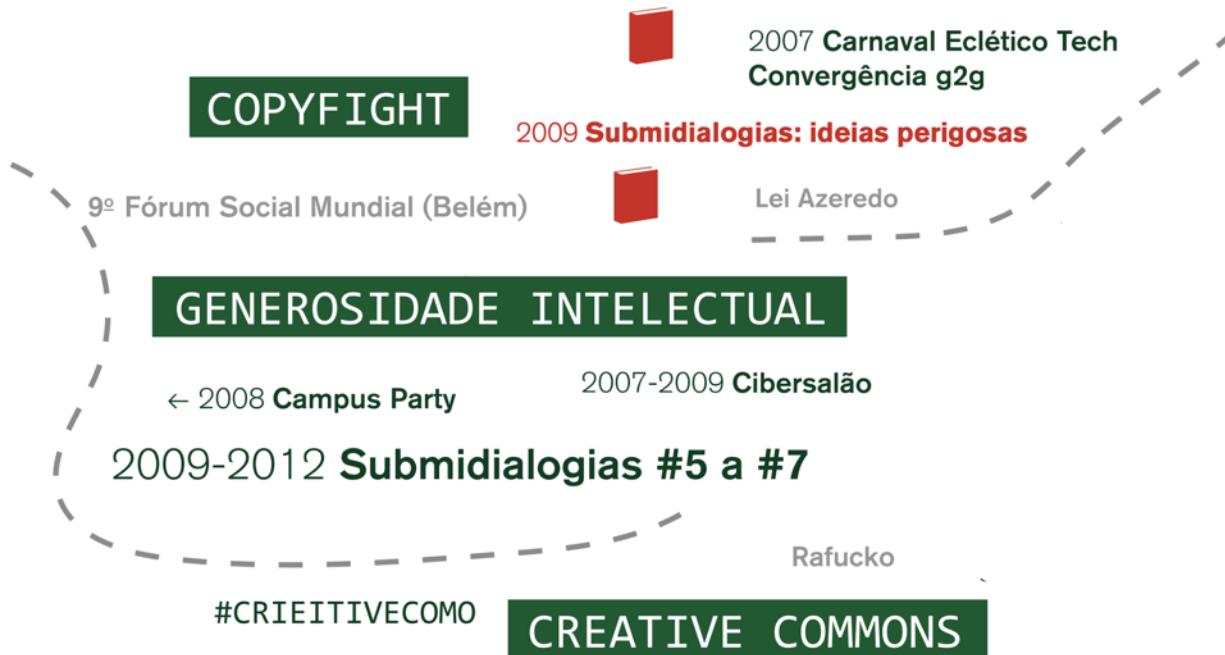 2007 Carnaval Eclético Tech
Convergência g2g
COPYFIGHT
2009 Submidialogias: ideias perigosas
9º Fórum Social Mundial (Belém)
Lei Azeredo
GENEROSIDADE INTELECTUAL
2007-2009 Cibersalão
← 2008 Campus Party
2009-2012 Submidialogias #5 a #7
Rafucko
#CRIEITIVECOMO
CREATIVE COMMONS